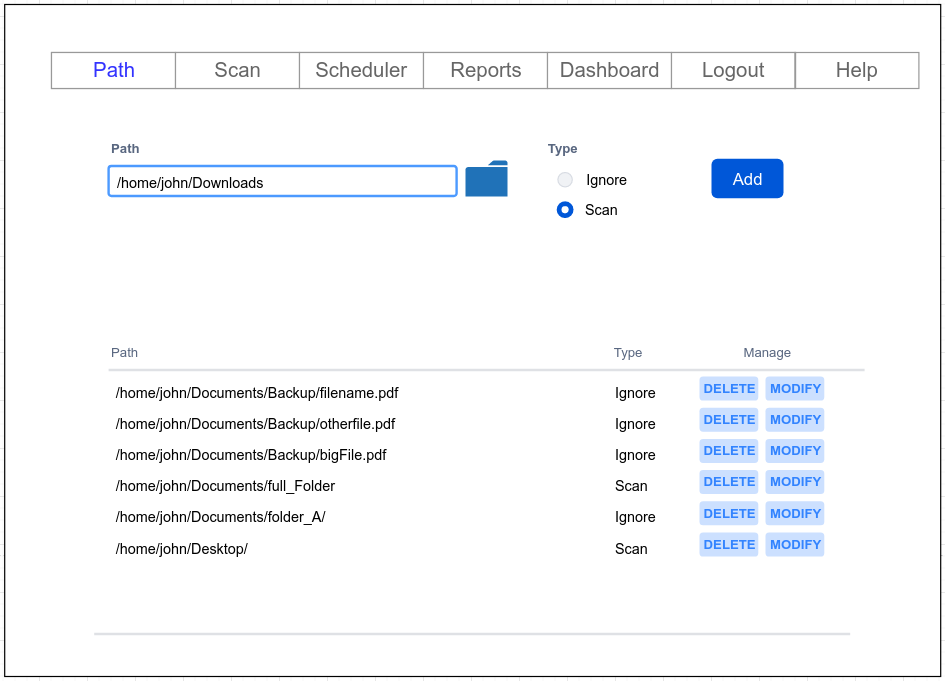 Path Scan Scheduler Reports Dashboard Logout Help
Path Type
/home/john/Downloads Ignore Add
Scan
Path Type Manage
/home/john/Documents/Backup/filename.pdf Ignore DELETE MODIFY
/home/john/Documents/Backup/otherfile.pdf Ignore DELETE MODIFY
/home/john/Documents/Backup/bigFile.pdf Ignore DELETE MODIFY
/home/john/Documents/full_Folder Scan DELETE MODIFY
/home/john/Documents/folder_A/ Ignore DELETE MODIFY
/home/john/Desktop/ Scan DELETE MODIFY